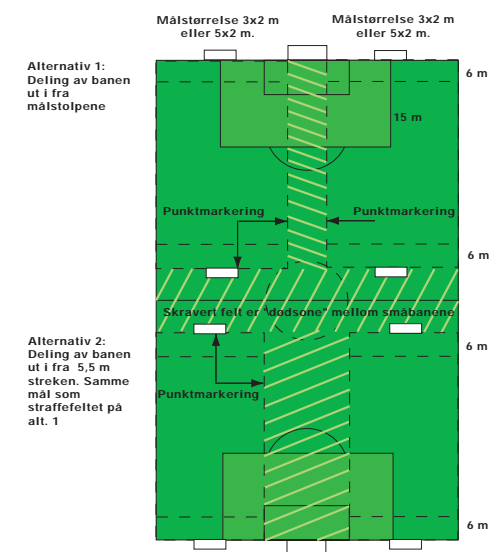 Målstørrelse 3x2 m
eller 5x2 m.
Målstørrelse 3x2 m
eller 5x2 m.
Alternativ 1:
Deling av banen
ut i fra
målstolpene
6 m
15 m
Punktmarkering
Punktmarkering
6 m
Skravert felt er "dødsone" mellom småbanene
Alternativ 2:
Deling av banen
ut i fra 5,5 m
streken. Samme
mål som
straffefeltet på
alt. 1
6 m
Punktmarkering
6 m